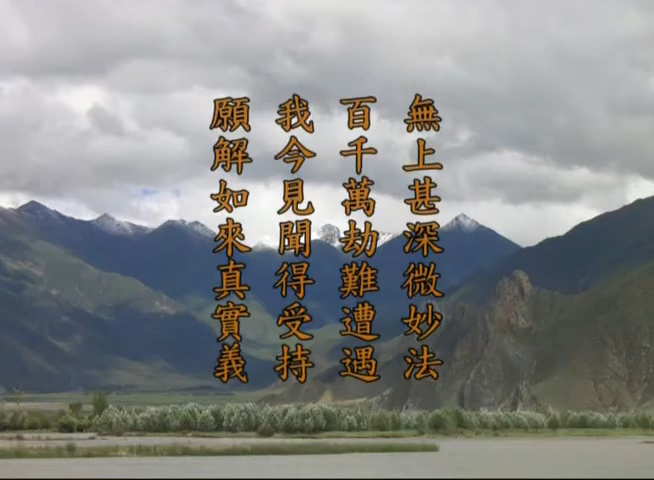 無上甚深微妙法
百千萬劫難遭遇
我今見聞得受持
願解如來真實義